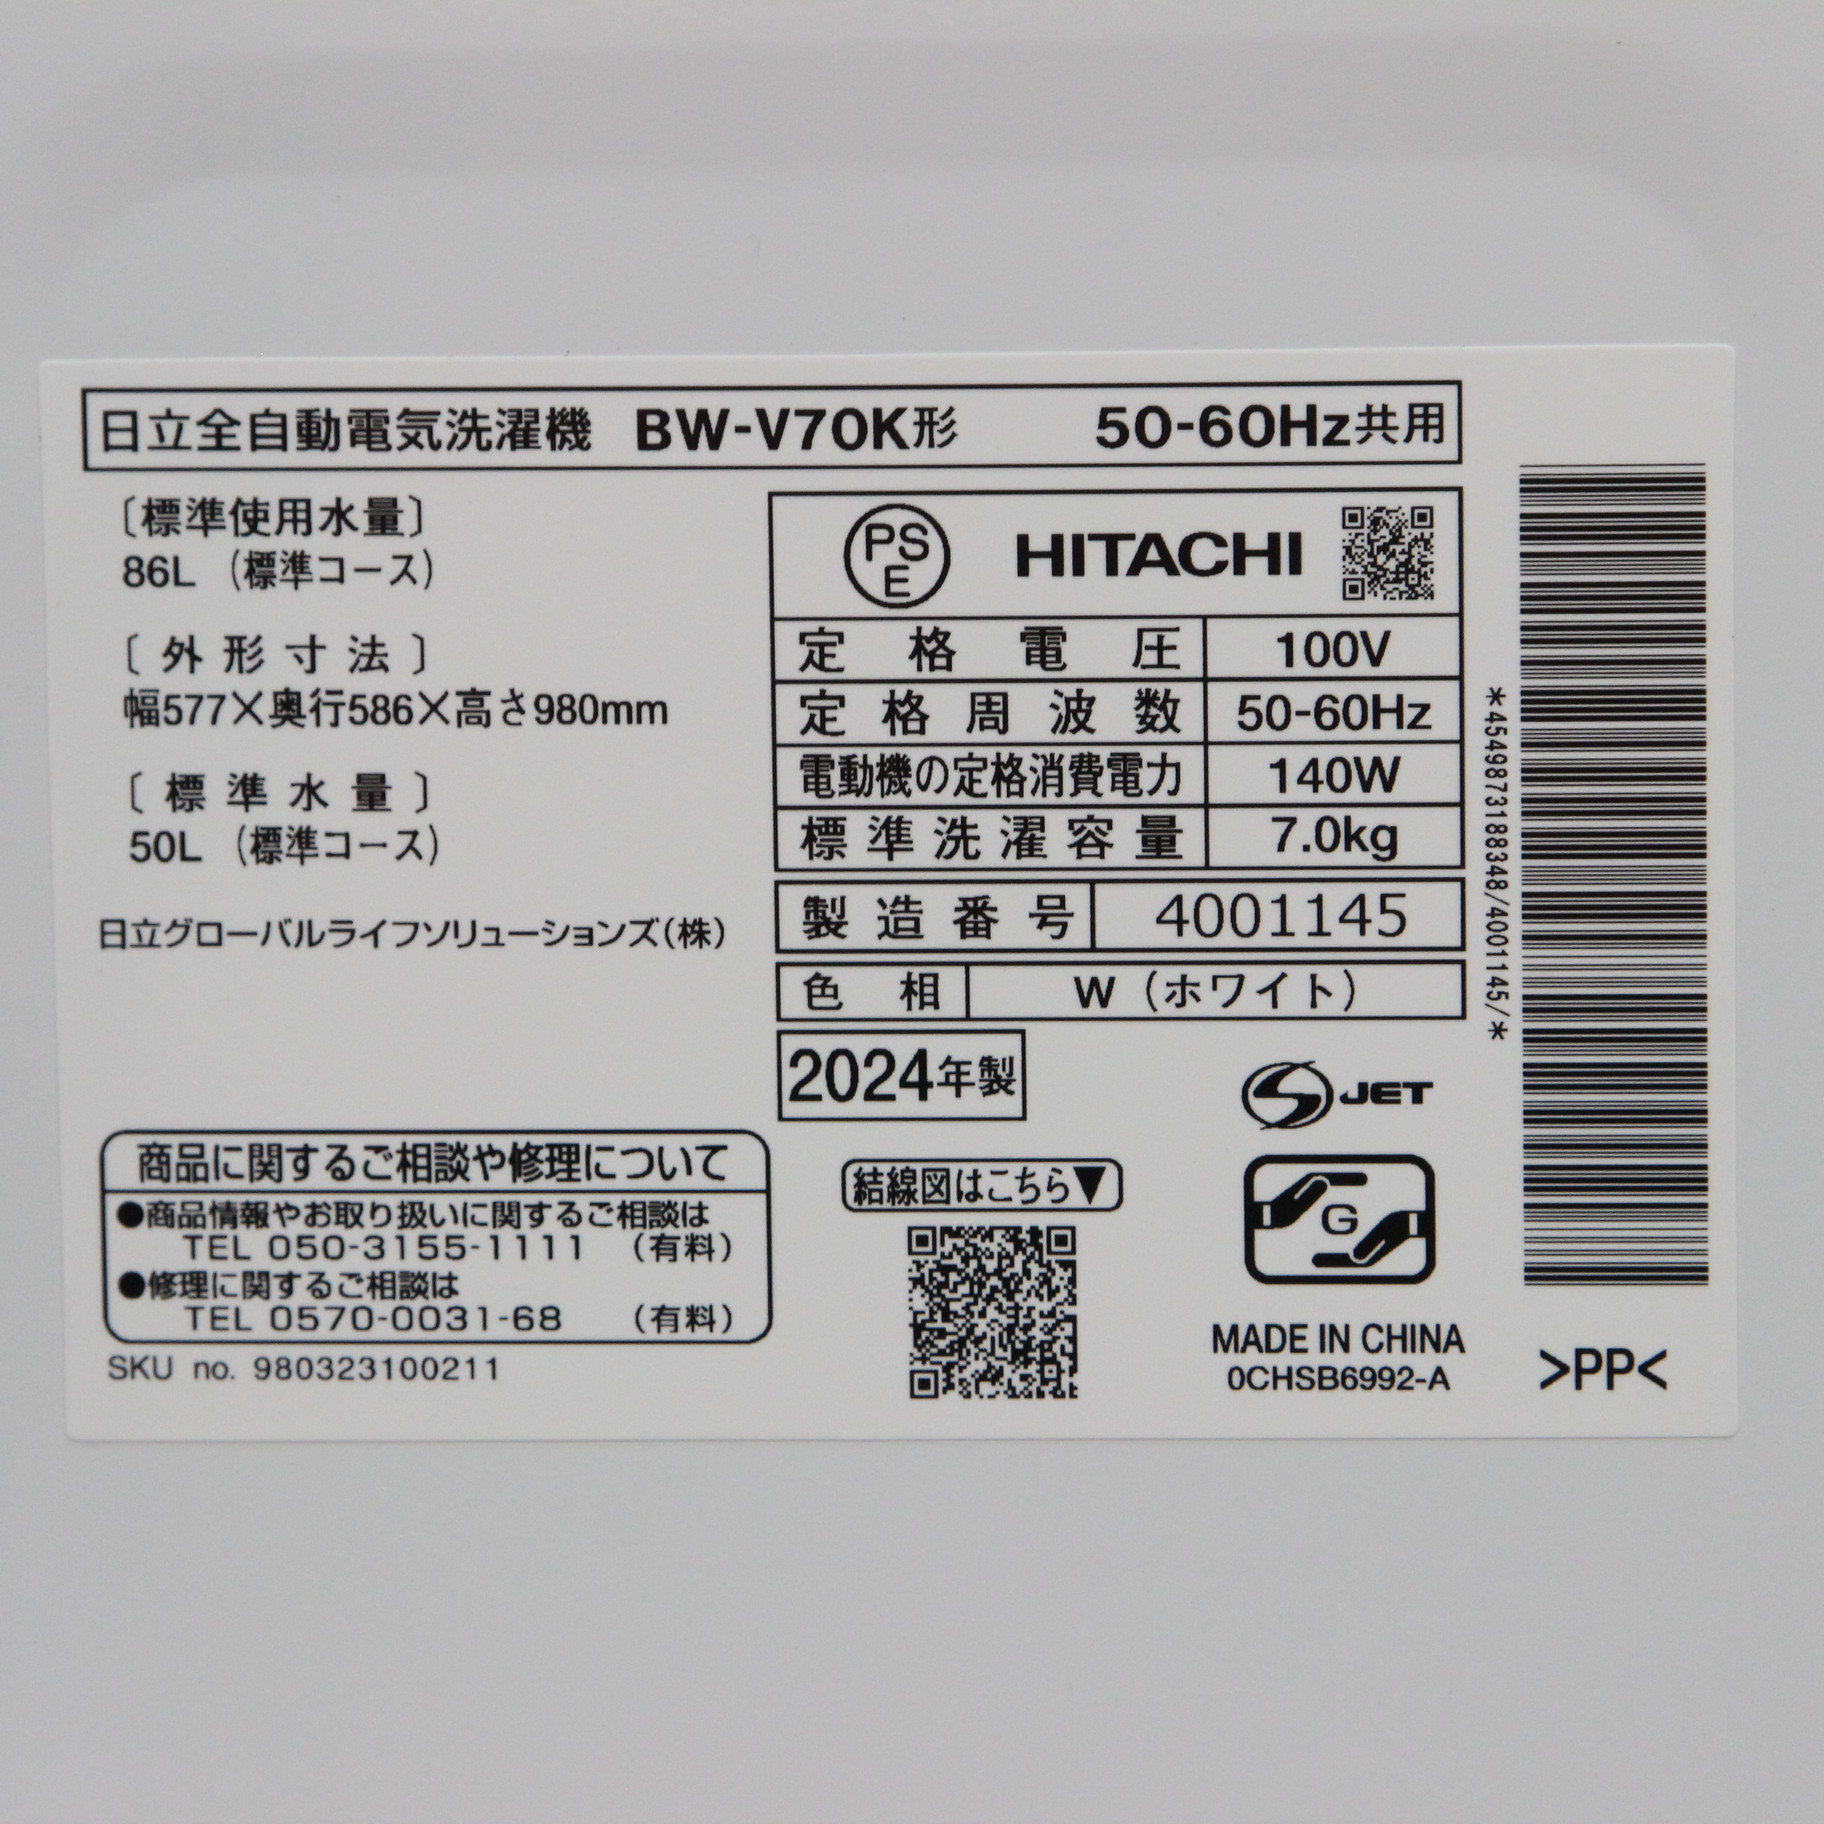 日立全自動電気洗濯機 BW-V70K形 50-60Hz共用
〔標準使用水量〕
86L (標準コース)
〔外形寸法〕
幅577×奥行586×高さ980mm
〔標準水量〕
50L (標準コース)
日立グローバルライフソリューションズ(株)
PSE HITACHI
定格電圧 100V
定格周波数 50-60Hz
電動機の定格消費電力 140W
標準洗濯容量 7.0kg
製造番号 4001145
色相 W (ホワイト)
2024年製
S JET
商品に関するご相談や修理について
●商品情報やお取り扱いに関するご相談は
TEL 050-3155-1111 (有料)
●修理に関するご相談は
TEL 0570-0031-68 (有料)
SKU no. 980323100211
結線図はこちら▼
G
MADE IN CHINA
0CHSB6992-A
*4549873188348/4001145/*
>PP<